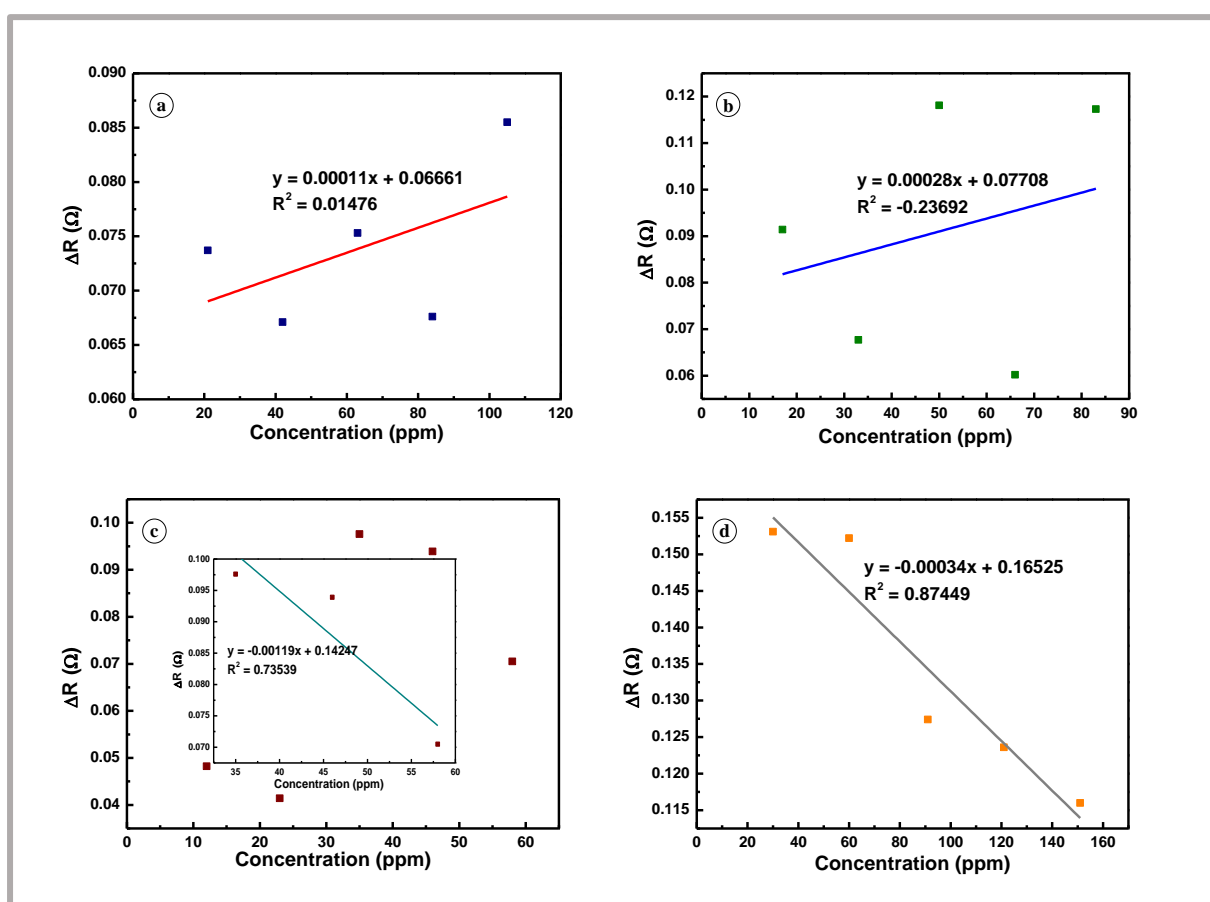 a
0.090
0.085
0.080
0.075
0.070
0.065
0.060
ΔR (Ω)
y = 0.00011x + 0.06661
R² = 0.01476
0 20 40 60 80 100 120
Concentration (ppm)
b
0.12
0.11
0.10
0.09
0.08
0.07
0.06
ΔR (Ω)
y = 0.00028x + 0.07708
R² = -0.23692
0 10 20 30 40 50 60 70 80 90
Concentration (ppm)
c
0.10
0.09
0.08
0.07
0.06
0.05
0.04
ΔR (Ω)
0.100
0.095
0.090
0.085
0.080
0.075
0.070
ΔR (Ω)
y = -0.00119x + 0.14247
R² = 0.73539
35 40 45 50 55 60
Concentration (ppm)
0 10 20 30 40 50 60
Concentration (ppm)
d
0.155
0.150
0.145
0.140
0.135
0.130
0.125
0.120
0.115
ΔR (Ω)
y = -0.00034x + 0.16525
R² = 0.87449
0 20 40 60 80 100 120 140 160
Concentration (ppm)